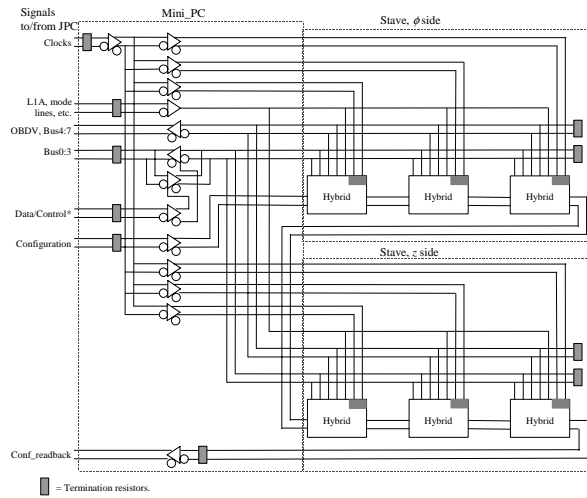 Signals
to/from JPC
Mini_PC
Stave, ϕ side
Clocks
L1A, mode
lines, etc.
OBDV, Bus4:7
Bus0:3
Hybrid
Hybrid
Hybrid
Data/Control*
Configuration
Stave, z side
Hybrid
Hybrid
Hybrid
Conf_readback
= Termination resistors.